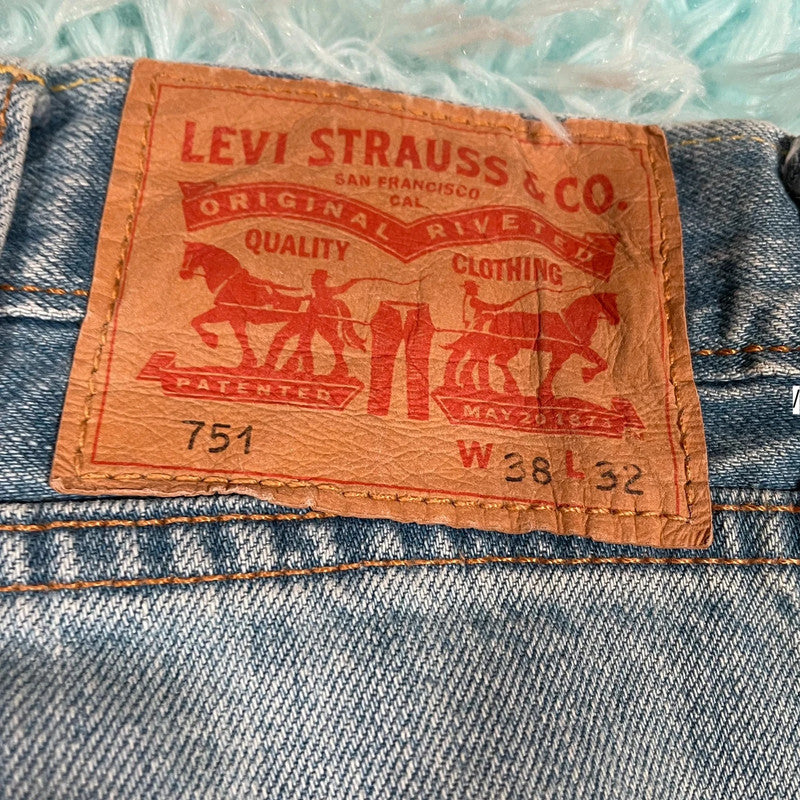 LEVI STRAUSS & CO.
SAN FRANCISCO
CAL.
ORIGINAL RIVETED
QUALITY CLOTHING
PATENTED MAY 20 1873
751 W 38 L 32